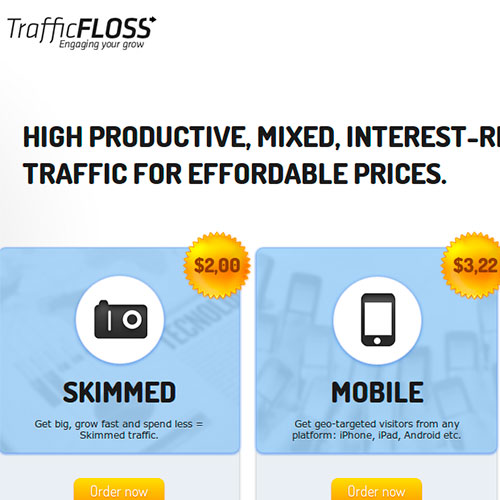 TrafficFLOSS+
Engaging your grow
HIGH PRODUCTIVE, MIXED, INTEREST-RE
TRAFFIC FOR EFFORDABLE PRICES.
$2,00
$3,22
TECHNOLO
SKIMMED
MOBILE
Get big, grow fast and spend less =
Skimmed traffic.
Get geo-targeted visitors from any
platform: iPhone, iPad, Android etc.
Order now
Order now